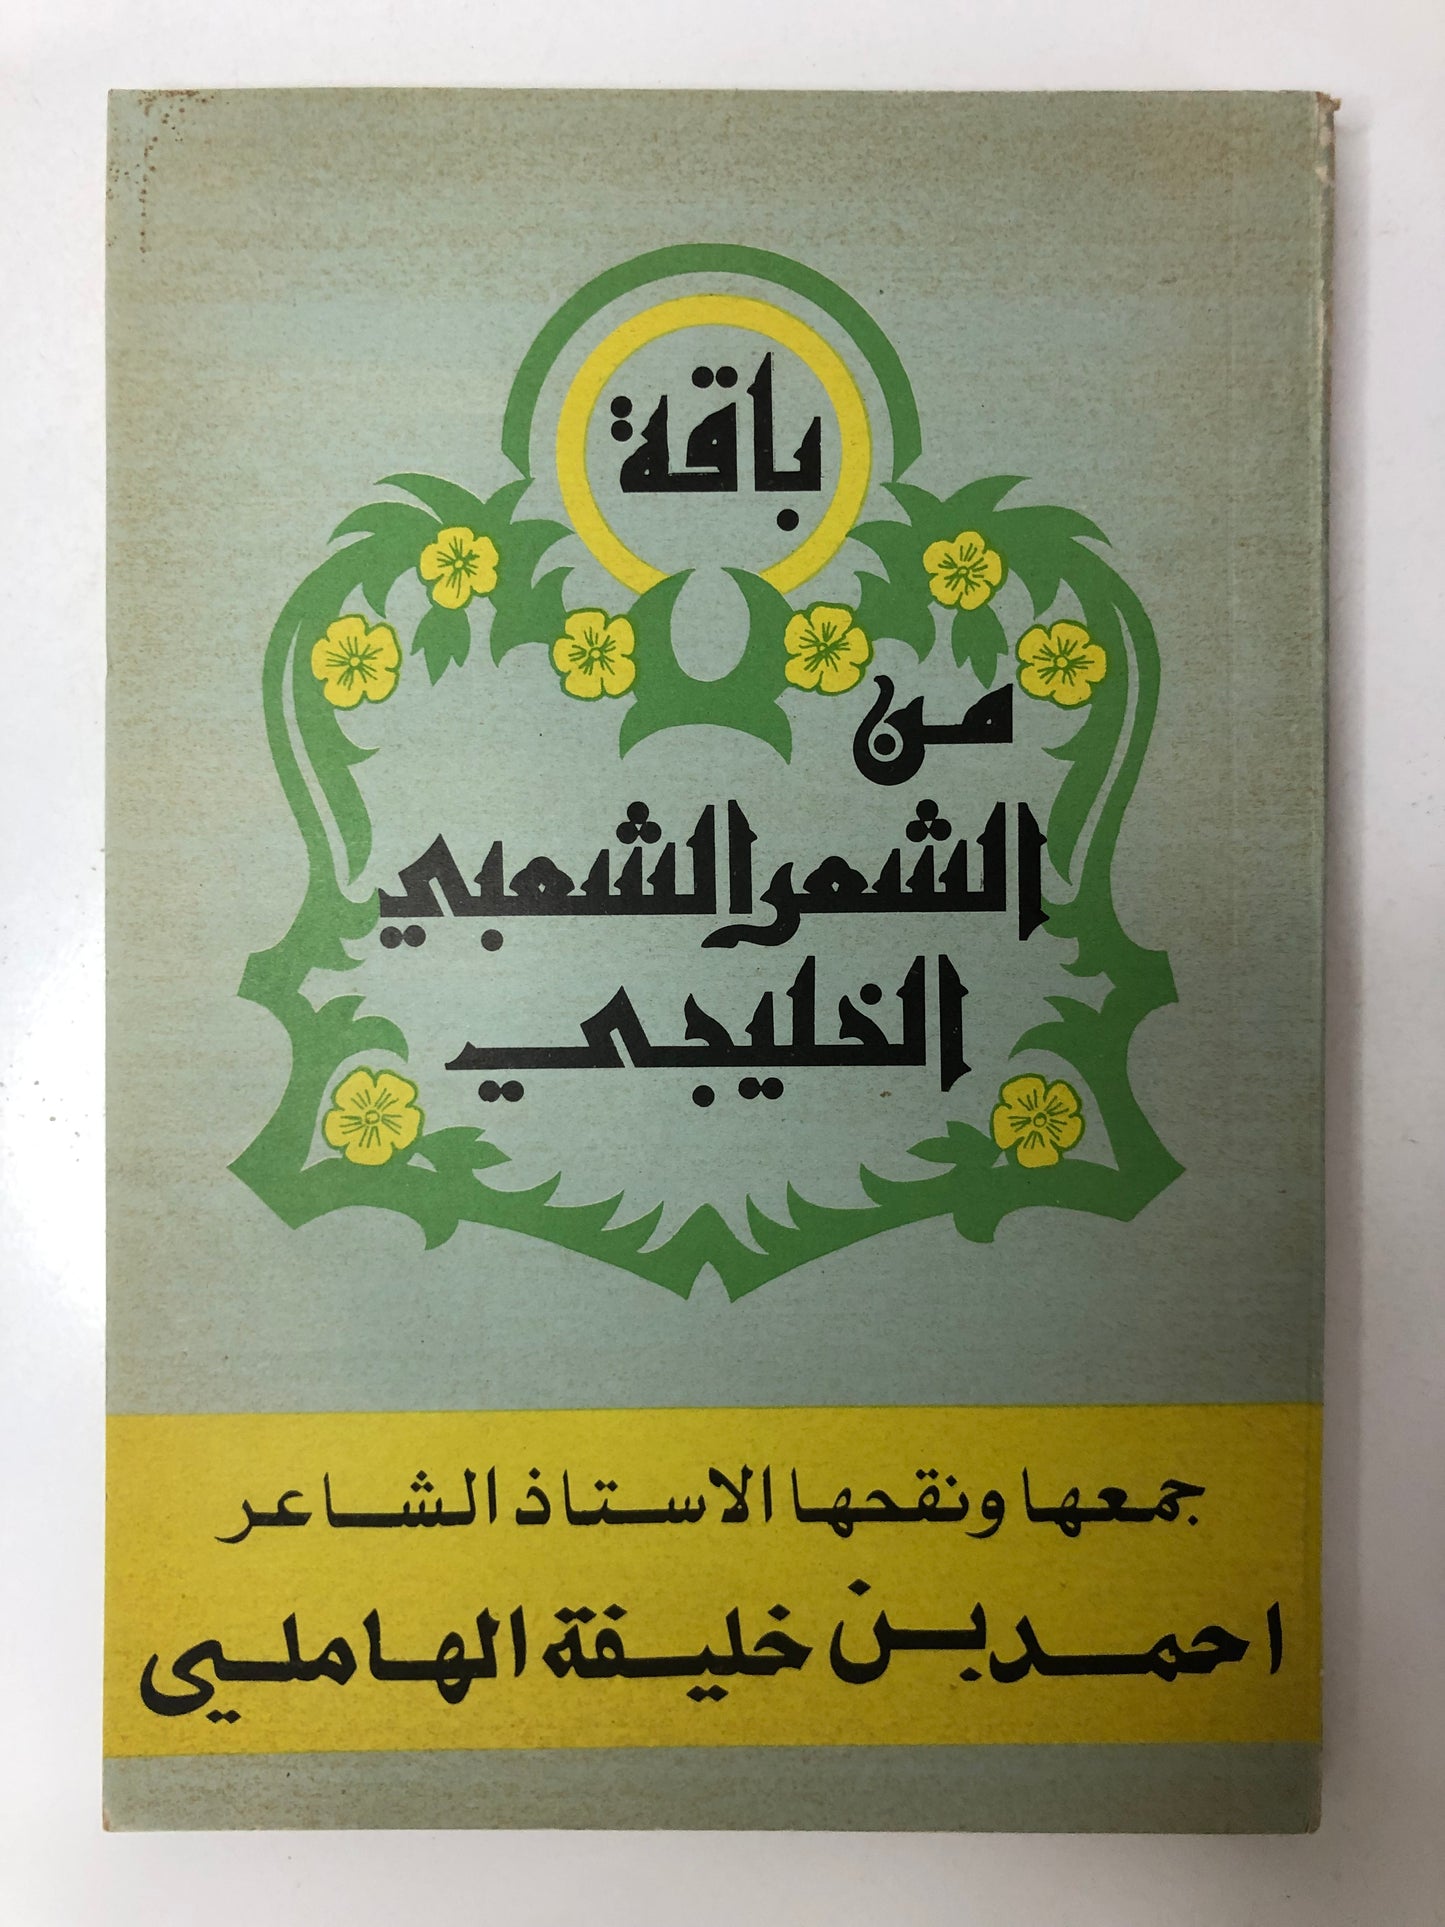 باقة
من
الشعر الشعبي
الخليجي
جمعها ونقحها الاستاذ الشاعر
احمد بن خليفة الهاملي